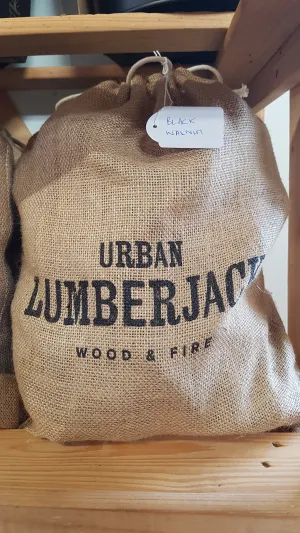 BLACK
WALNUT
URBAN
LUMBERJACK
WOOD & FIRE